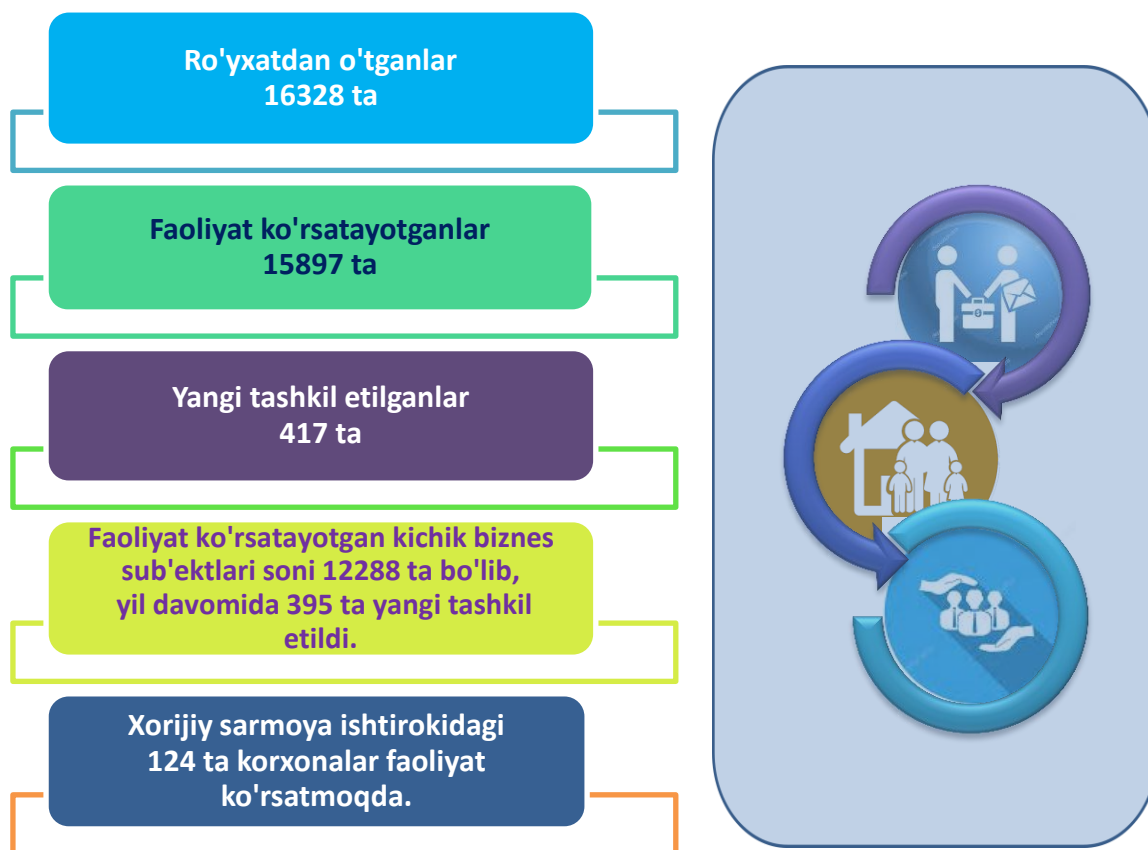 Ro'yxatdan o'tganlar
16328 ta
Faoliyat ko'rsatayotganlar
15897 ta
Yangi tashkil etilganlar
417 ta
Faoliyat ko'rsatayotgan kichik biznes
sub'ektlari soni 12288 ta bo'lib,
yil davomida 395 ta yangi tashkil
etildi.
Xorijiy sarmoya ishtirokidagi
124 ta korxonalar faoliyat
ko'rsatmoqda.